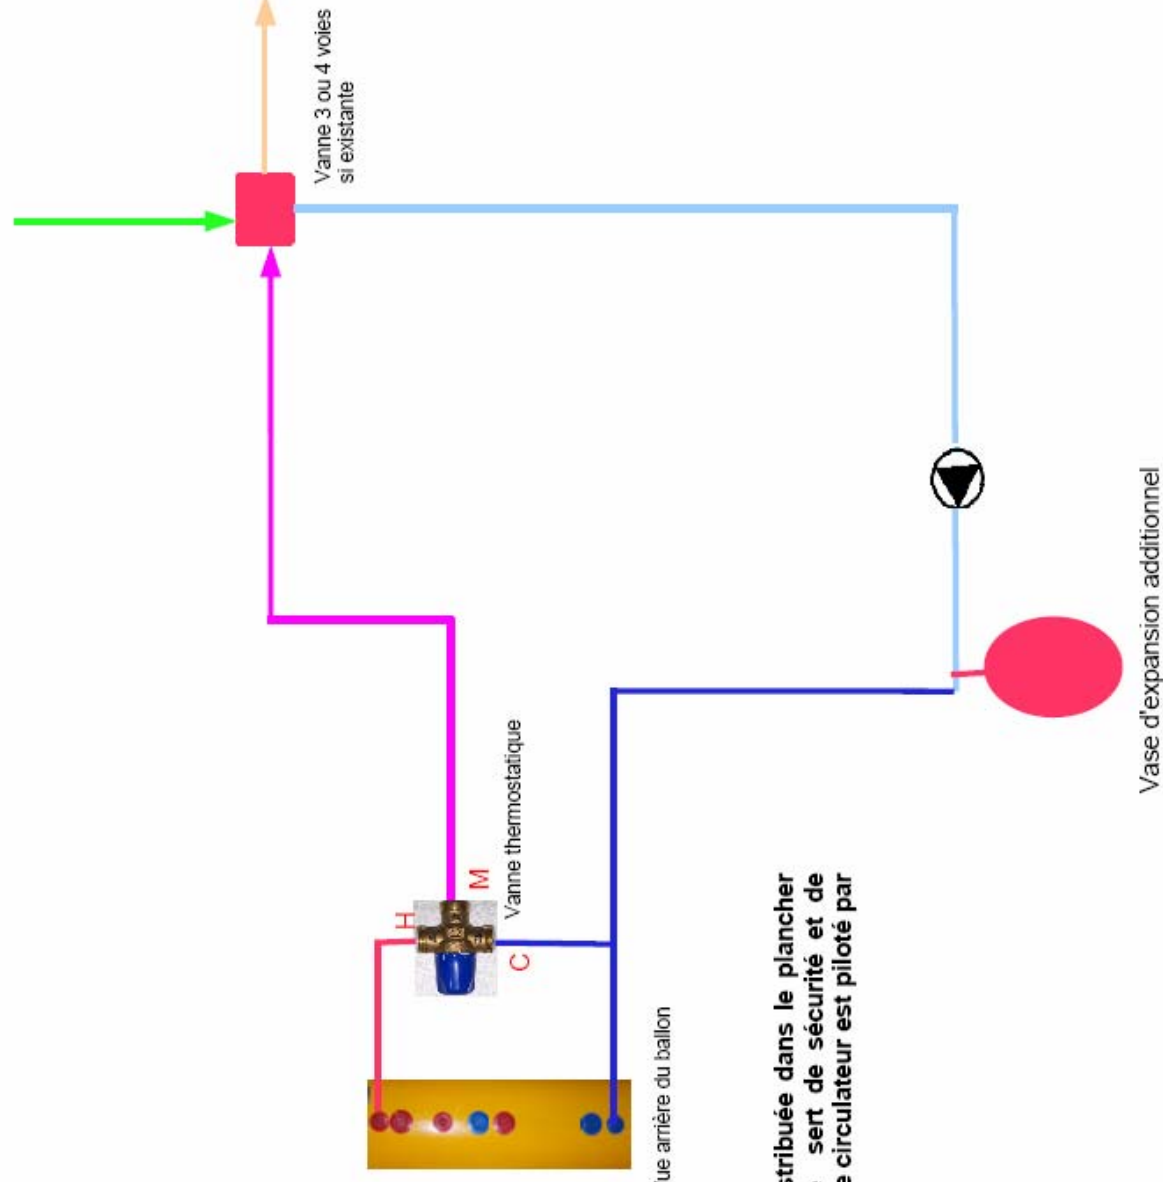 Vanne 3 ou 4 voies
si existante
H
M
C
Vanne thermostatique
ue arrière du ballon
stribuée dans le plancher
sert de sécurité et de
e circulateur est piloté par
Vase d'expansion additionnel